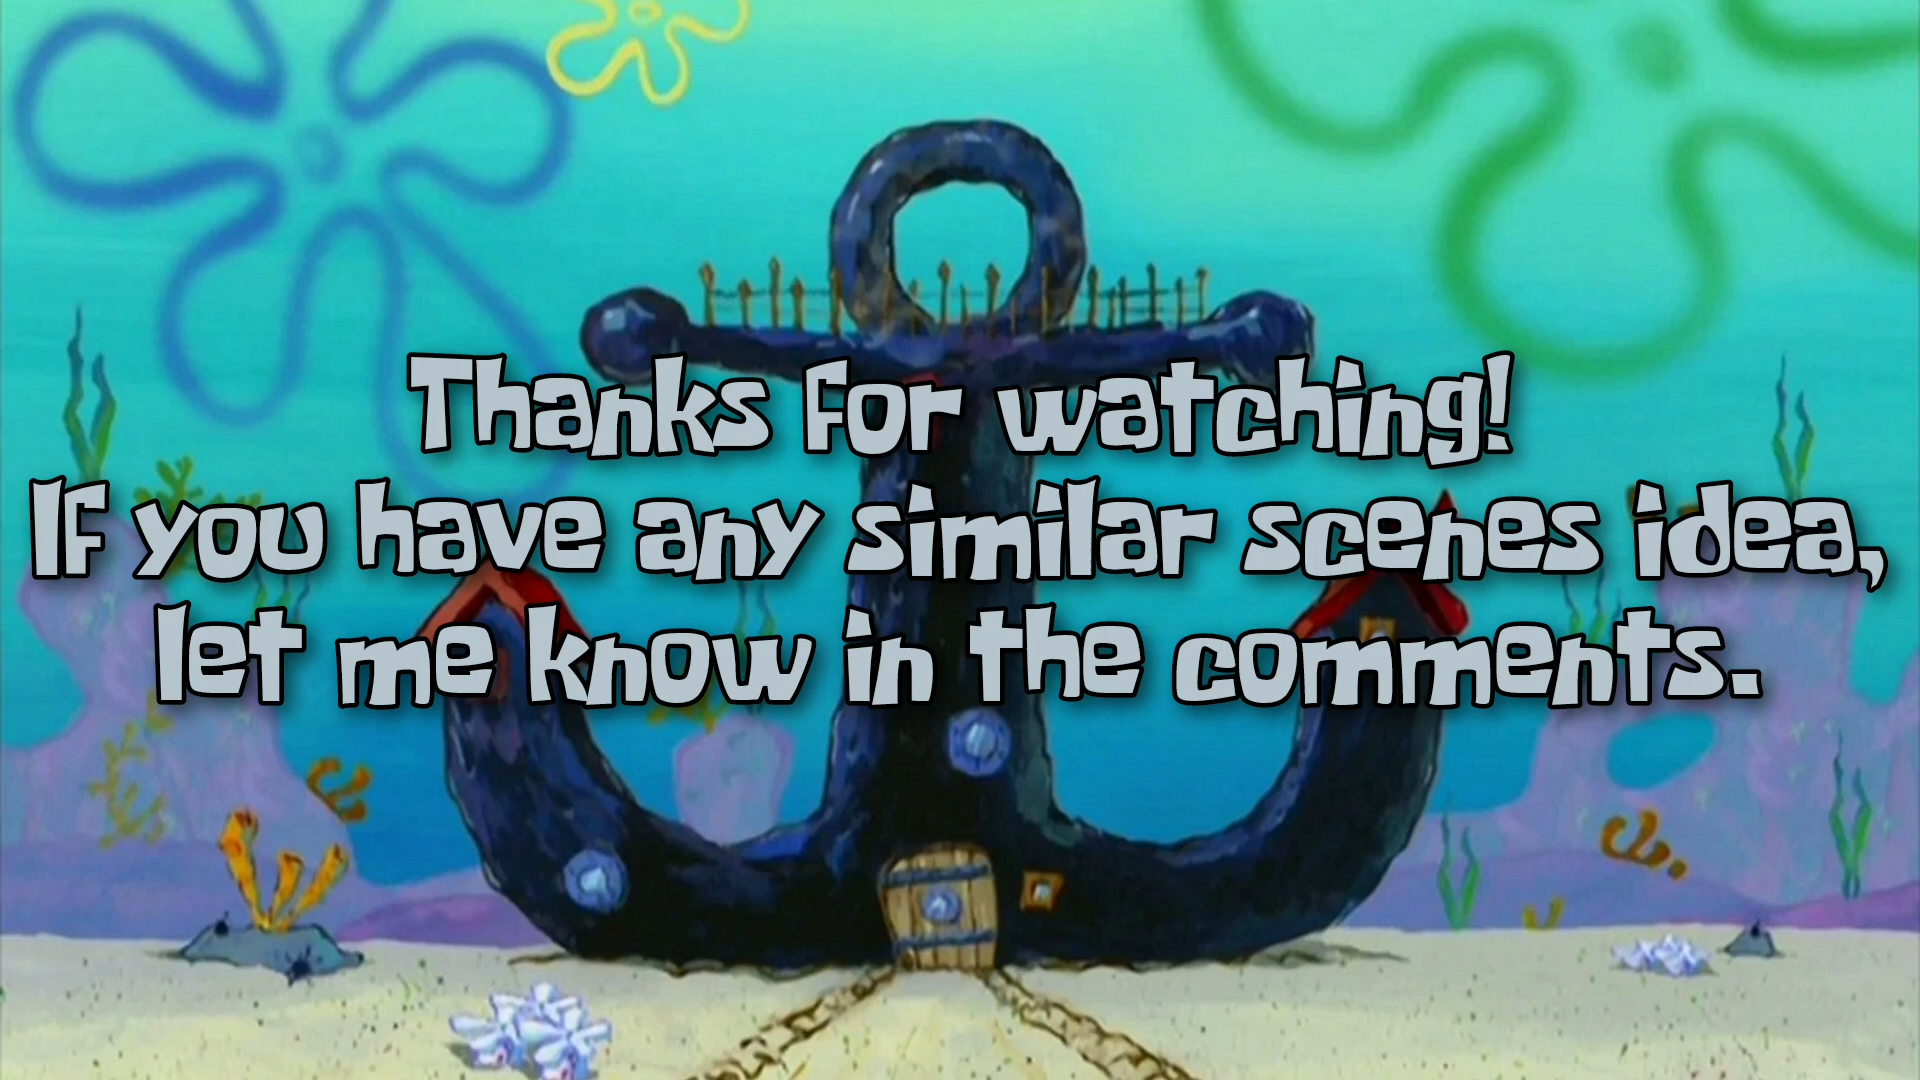 Thanks for watching!
If you have any similar scenes idea,
let me know in the comments.